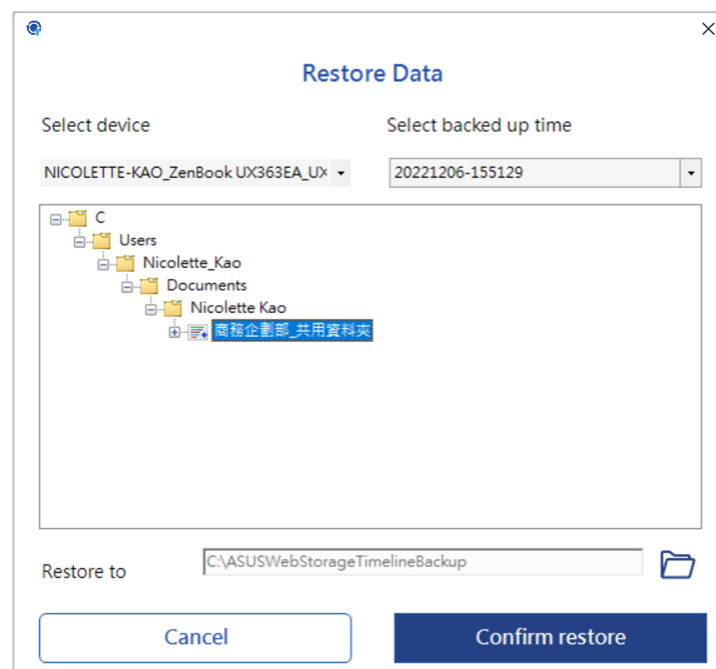 Restore Data
Select device
Select backed up time
NICOLETTE-KAO_ZenBook UX363EA_UX
20221206-155129
C
Users
Nicolette_Kao
Documents
Nicolette Kao
商務企劃部_共用資料夾
Restore to
C:\ASUSWebStorageTimelineBackup
Cancel
Confirm restore